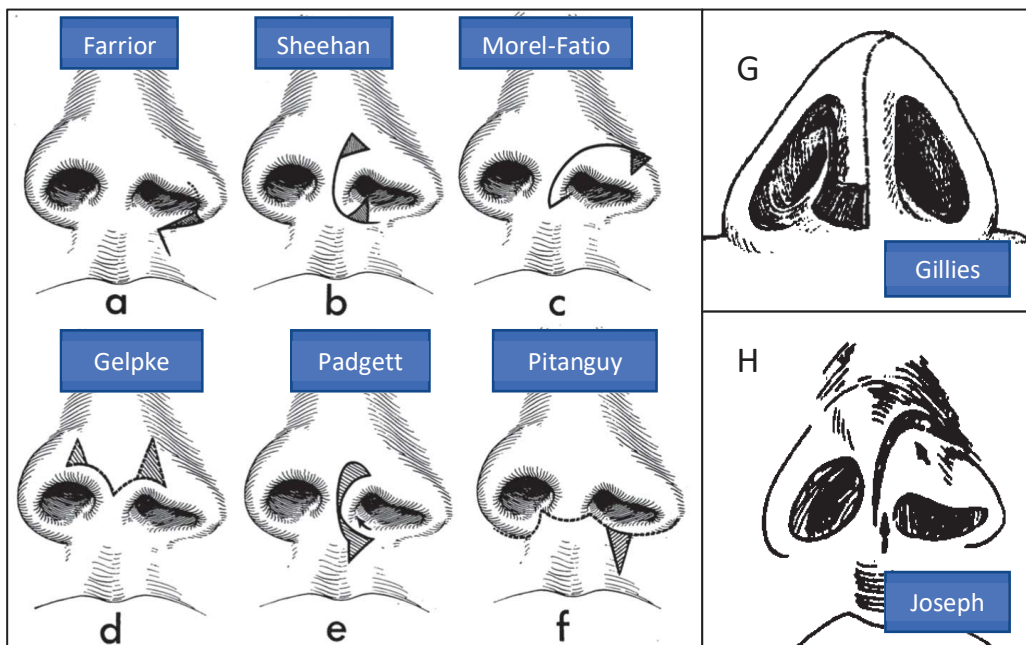 Farrior
Sheehan
Morel-Fatio
a
b
c
Gelpke
Padgett
Pitanguy
d
e
f
G
Gillies
H
Joseph